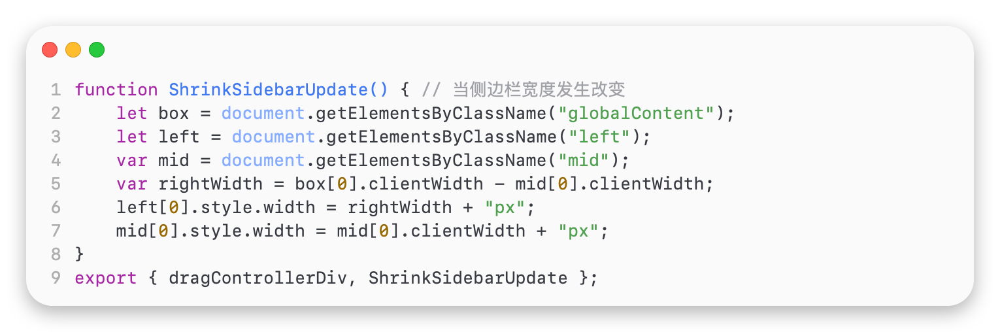 1 function ShrinkSidebarUpdate() { // 当侧边栏宽度发生改变
2     let box = document.getElementsByClassName("globalContent");
3     let left = document.getElementsByClassName("left");
4     var mid = document.getElementsByClassName("mid");
5     var rightWidth = box[0].clientWidth - mid[0].clientWidth;
6     left[0].style.width = rightWidth + "px";
7     mid[0].style.width = mid[0].clientWidth + "px";
8 }
9 export { dragControllerDiv, ShrinkSidebarUpdate };